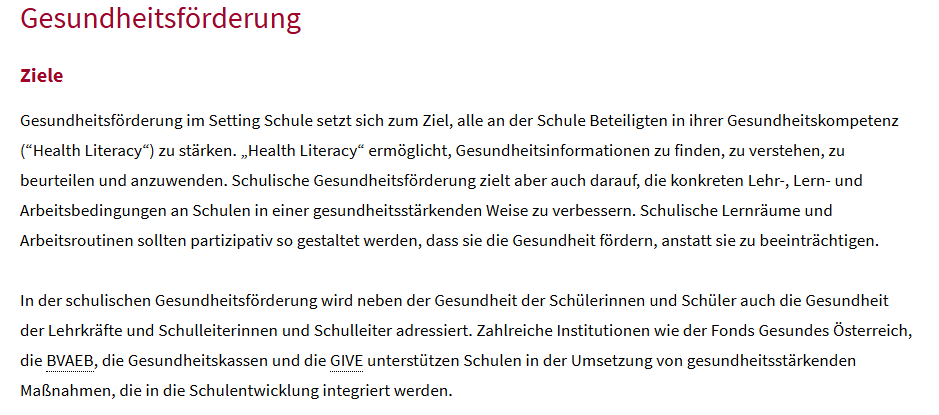 Gesundheitsförderung
Ziele
Gesundheitsförderung im Setting Schule setzt sich zum Ziel, alle an der Schule Beteiligten in ihrer Gesundheitskompetenz
(“Health Literacy“) zu stärken. „Health Literacy“ ermöglicht, Gesundheitsinformationen zu finden, zu verstehen, zu
beurteilen und anzuwenden. Schulische Gesundheitsförderung zielt aber auch darauf, die konkreten Lehr-, Lern- und
Arbeitsbedingungen an Schulen in einer gesundheitsstärkenden Weise zu verbessern. Schulische Lernräume und
Arbeitsroutinen sollten partizipativ so gestaltet werden, dass sie die Gesundheit fördern, anstatt sie zu beeinträchtigen.
In der schulischen Gesundheitsförderung wird neben der Gesundheit der Schülerinnen und Schüler auch die Gesundheit
der Lehrkräfte und Schulleiterinnen und Schulleiter adressiert. Zahlreiche Institutionen wie der Fonds Gesundes Österreich,
die BVAEB, die Gesundheitskassen und die GIVE unterstützen Schulen in der Umsetzung von gesundheitsstärkenden
Maßnahmen, die in die Schulentwicklung integriert werden.